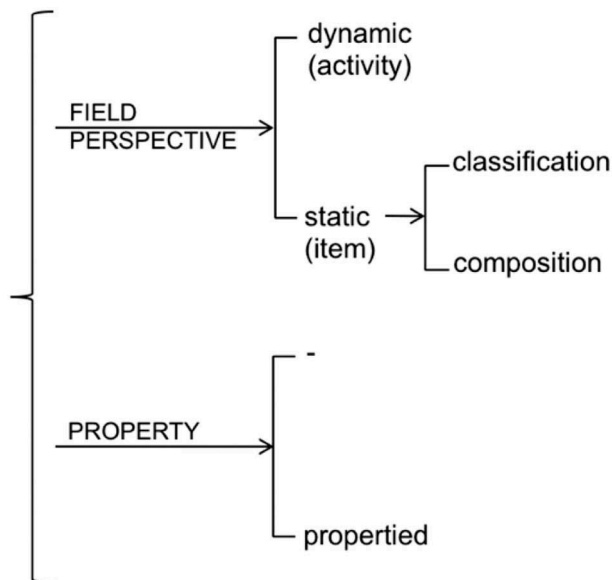 dynamic
(activity)
FIELD
PERSPECTIVE
classification
static
(item)
composition
-
PROPERTY
propertied